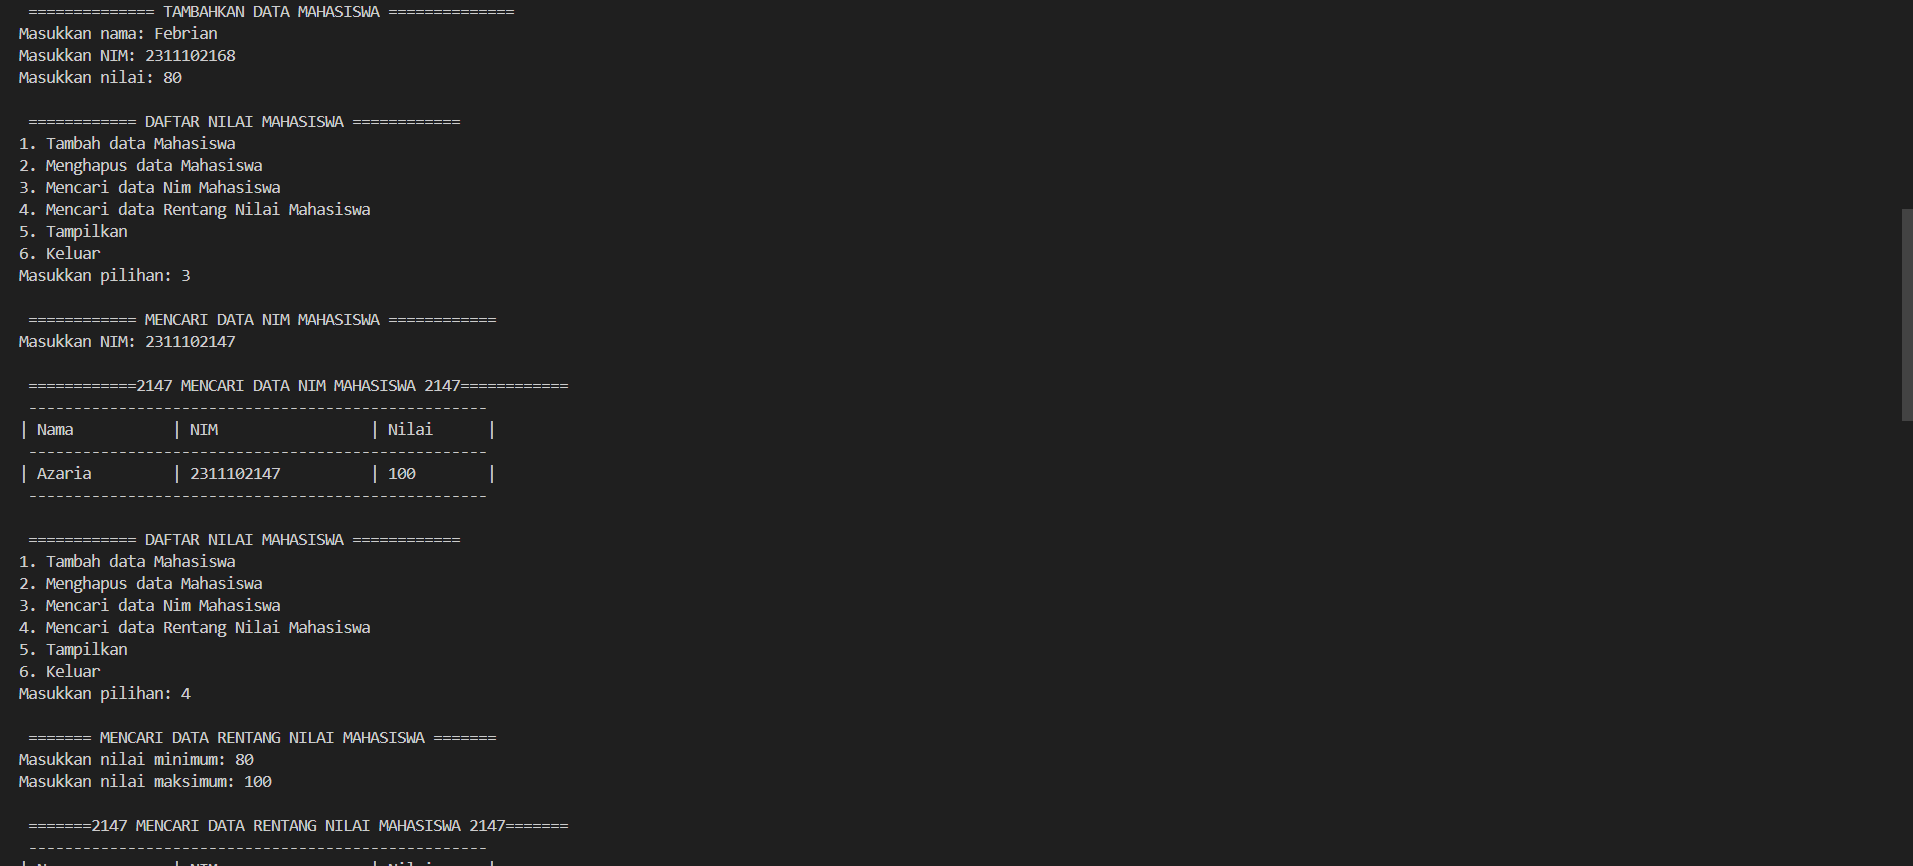 ============== TAMBAHKAN DATA MAHASISWA ==============
Masukkan nama: Febrian
Masukkan NIM: 2311102168
Masukkan nilai: 80
============ DAFTAR NILAI MAHASISWA ============
1. Tambah data Mahasiswa
2. Menghapus data Mahasiswa
3. Mencari data Nim Mahasiswa
4. Mencari data Rentang Nilai Mahasiswa
5. Tampilkan
6. Keluar
Masukkan pilihan: 3
============ MENCARI DATA NIM MAHASISWA ============
Masukkan NIM: 2311102147
============2147 MENCARI DATA NIM MAHASISWA 2147============
---------------------------------------------------
| Nama           | NIM                 | Nilai      |
---------------------------------------------------
| Azaria         | 2311102147          | 100        |
---------------------------------------------------
============ DAFTAR NILAI MAHASISWA ============
1. Tambah data Mahasiswa
2. Menghapus data Mahasiswa
3. Mencari data Nim Mahasiswa
4. Mencari data Rentang Nilai Mahasiswa
5. Tampilkan
6. Keluar
Masukkan pilihan: 4
======= MENCARI DATA RENTANG NILAI MAHASISWA =======
Masukkan nilai minimum: 80
Masukkan nilai maksimum: 100
=======2147 MENCARI DATA RENTANG NILAI MAHASISWA 2147=======
---------------------------------------------------